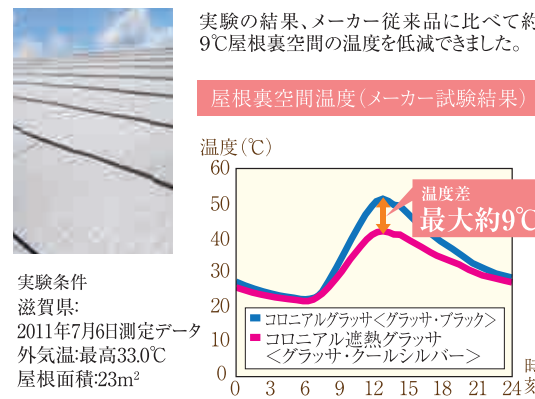 実験の結果、メーカー従来品に比べて約
9℃屋根裏空間の温度を低減できました。
屋根裏空間温度（メーカー試験結果）
温度（℃）
60
50
40
30
20
10
0
温度差
最大約9℃
コロニアルグラッサ<グラッサ・ブラック>
コロニアル遮熱グラッサ
<グラッサ・クールシルバー>
0 3 6 9 12 15 18 21 24
時
刻
実験条件
滋賀県:
2011年7月6日測定データ
外気温:最高33.0℃
屋根面積:23m²